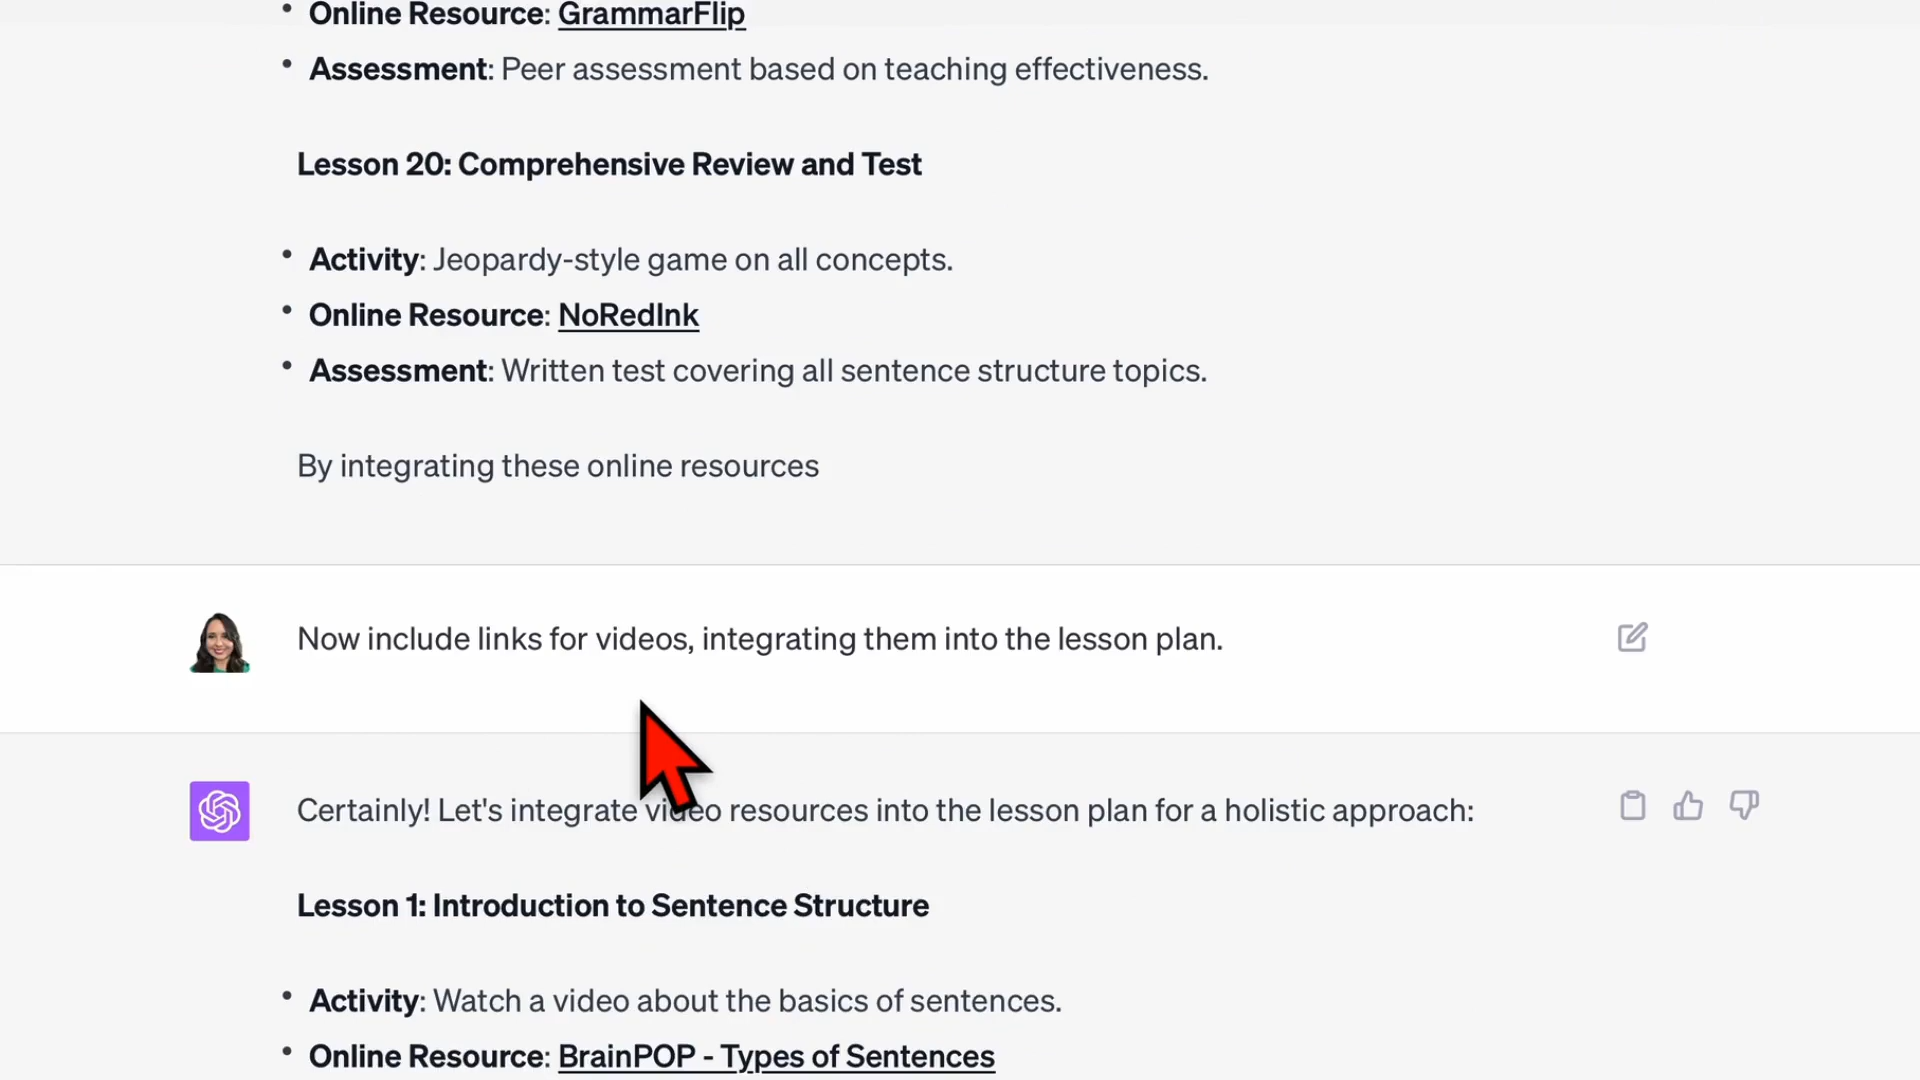 • Online Resource: GrammarFlip
• Assessment: Peer assessment based on teaching effectiveness.
Lesson 20: Comprehensive Review and Test
• Activity: Jeopardy-style game on all concepts.
• Online Resource: NoRedInk
• Assessment: Written test covering all sentence structure topics.
By integrating these online resources
Now include links for videos, integrating them into the lesson plan.
Certainly! Let's integrate video resources into the lesson plan for a holistic approach:
Lesson 1: Introduction to Sentence Structure
• Activity: Watch a video about the basics of sentences.
• Online Resource: BrainPOP - Types of Sentences